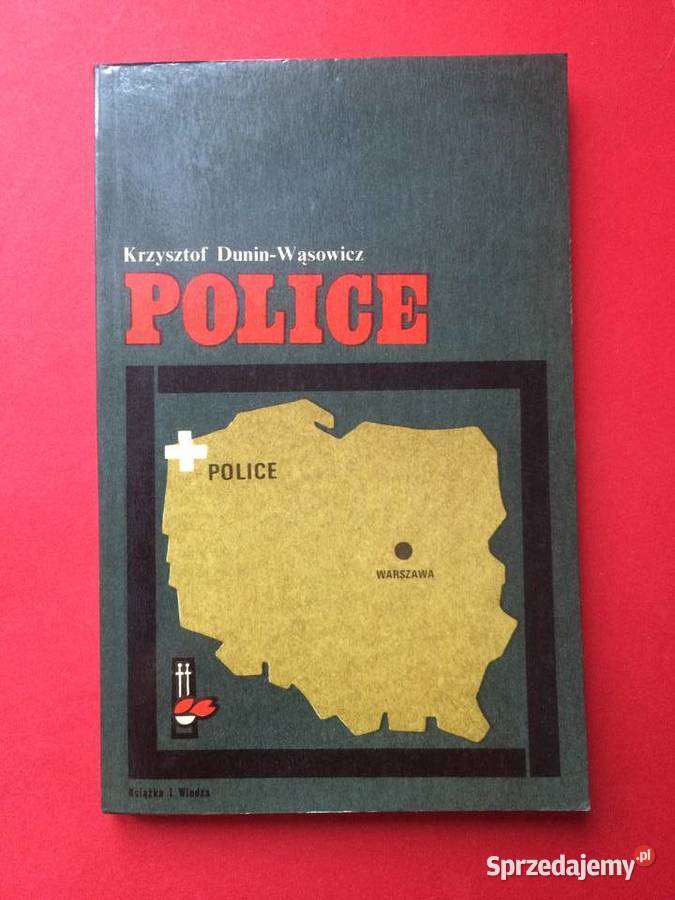 Krzysztof Dunin-Wąsowicz
POLICE
POLICE
WARSZAWA
Książka i Wiedza
Sprzedajemy.pl